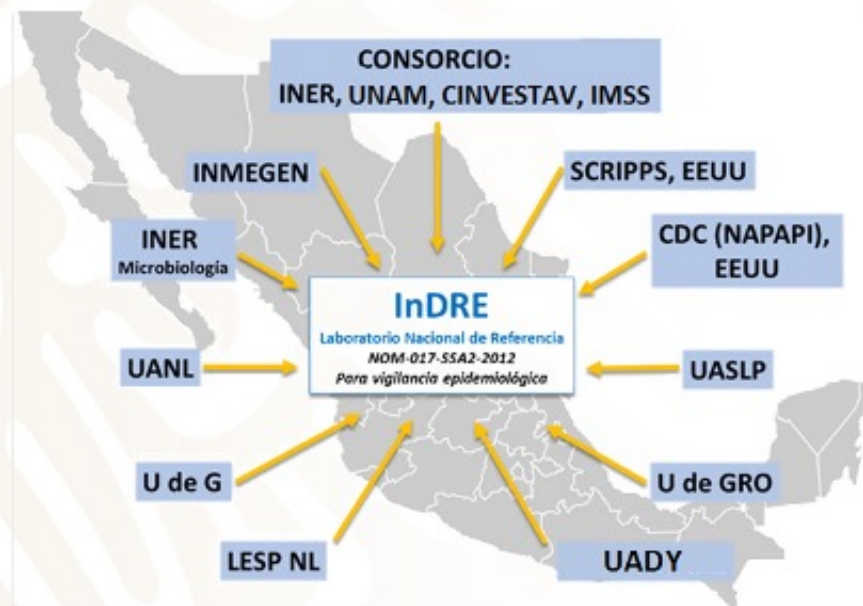 CONSORCIO:
INER, UNAM, CINVESTAV, IMSS
INMEGEN
SCRIPPS, EEUU
INER
Microbiología
CDC (NAPAPI),
EEUU
InDRE
Laboratorio Nacional de Referencia
NOM-017-SSA2-2012
Para vigilancia epidemiológica
UANL
UASLP
U de G
U de GRO
LESP NL
UADY